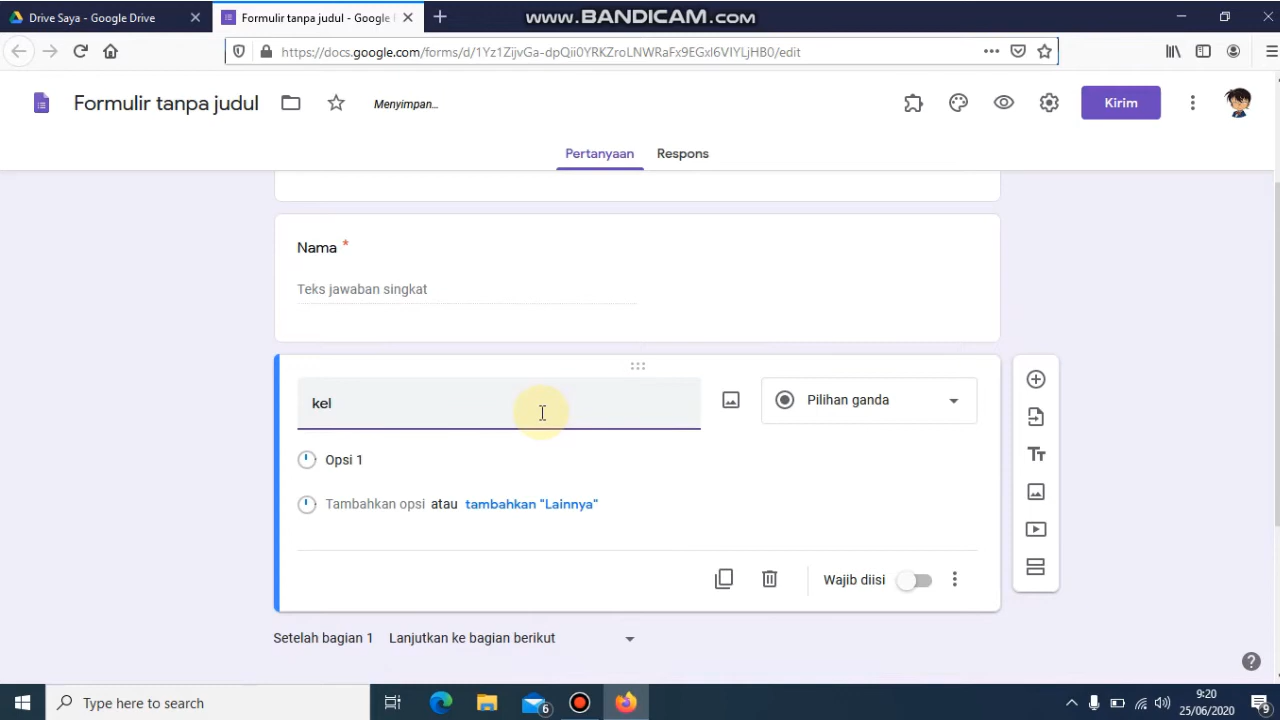 Drive Saya - Google Drive
Formulir tanpa judul - Google
www.BANDICAM.com
https://docs.google.com/forms/d/1Yz1ZijvGa-dpQji0YRKZroLNWRaFx9EGxl6VIYLjHB0/edit
Formulir tanpa judul
Menyimpan...
Kirim
Pertanyaan
Respons
Nama *
Teks jawaban singkat
kel
Pilihan ganda
Opsi 1
Tambahkan opsi atau tambahkan "Lainnya"
Wajib diisi
Setelah bagian 1 Lanjutkan ke bagian berikut
Type here to search
6
9:20
25/06/2020
9